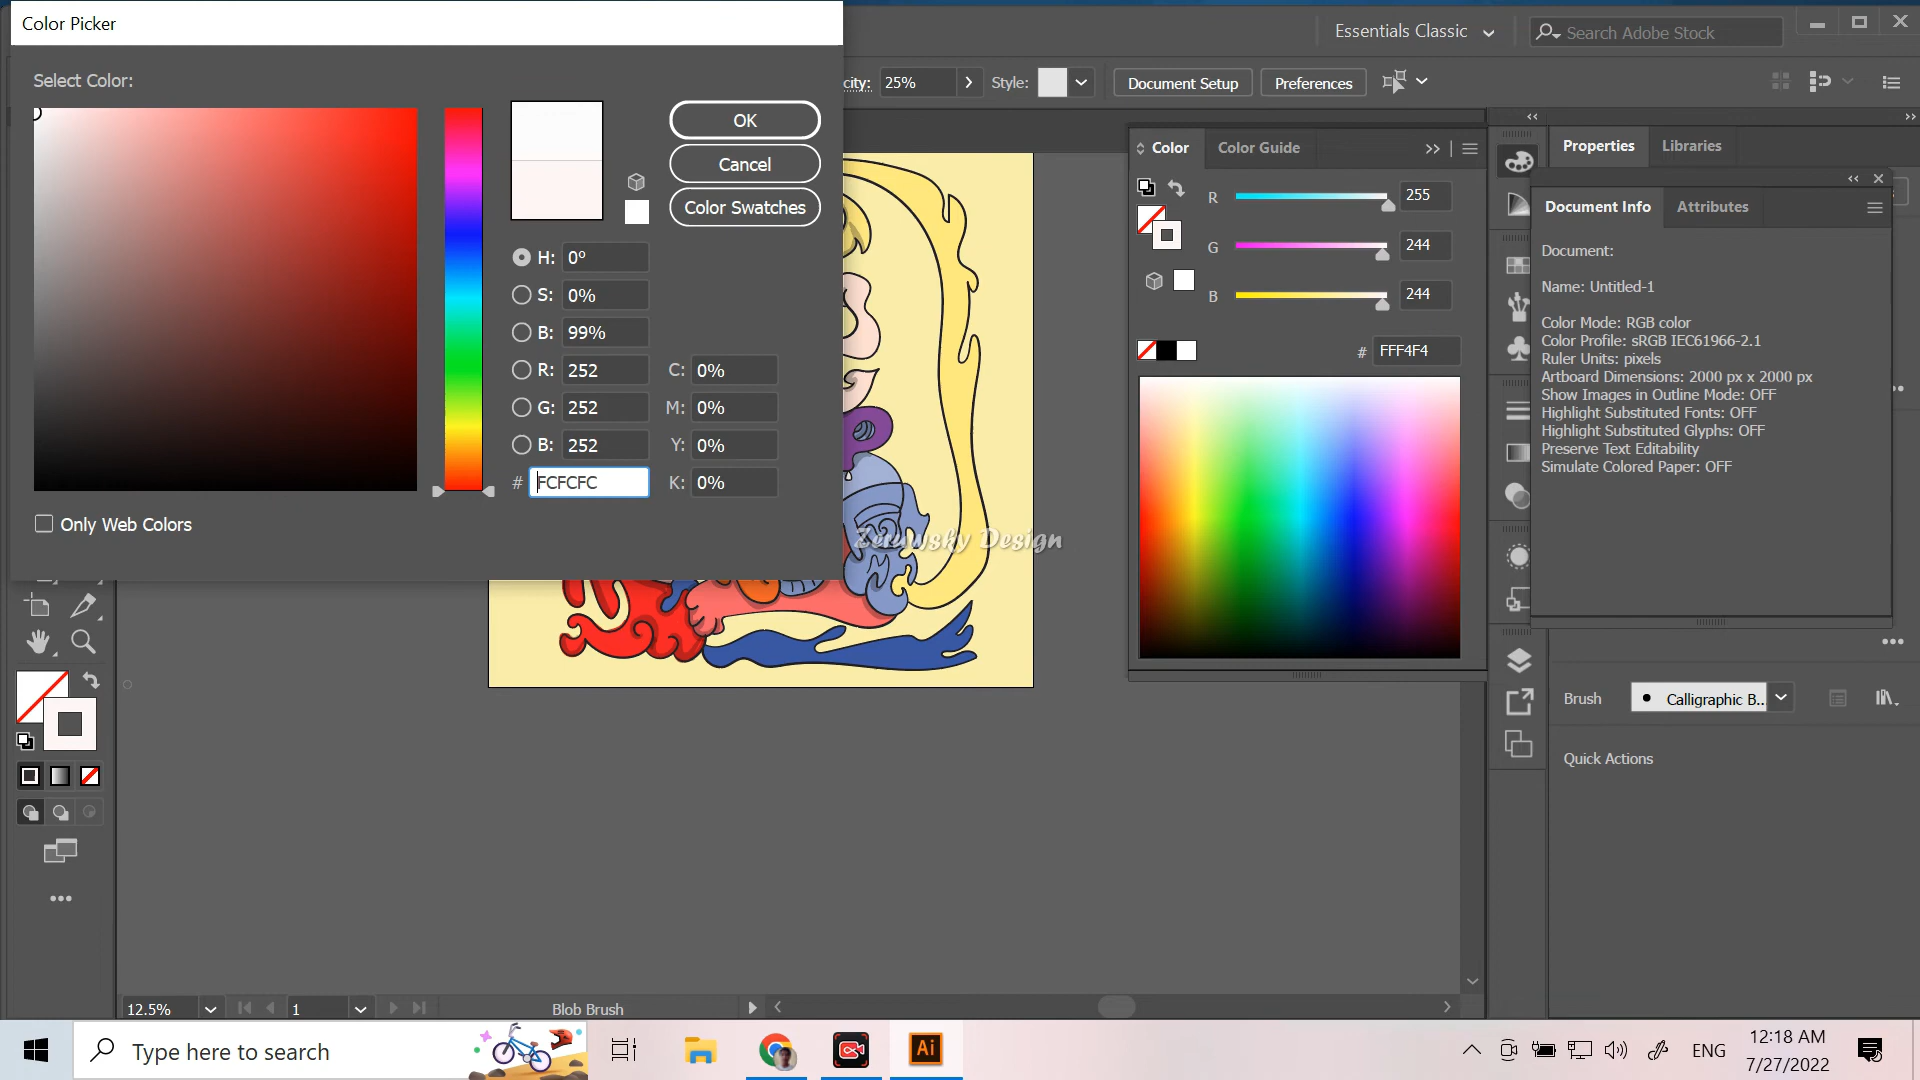 Color Picker
Essentials Classic
Search Adobe Stock
Select Color:
OK
Cancel
Color Swatches
city:
25%
Style:
Document Setup
Preferences
Color
Color Guide
Properties
Libraries
Document Info
Attributes
R
255
G
244
B
244
# FFF4F4
H: 0°
S: 0%
B: 99%
R: 252
C: 0%
G: 252
M: 0%
B: 252
Y: 0%
# FCFCFC
K: 0%
Only Web Colors
Document:
Name: Untitled-1
Color Mode: RGB color
Color Profile: sRGB IEC61966-2.1
Ruler Units: pixels
Artboard Dimensions: 2000 px x 2000 px
Show Images in Outline Mode: OFF
Highlight Substituted Fonts: OFF
Highlight Substituted Glyphs: OFF
Preserve Text Editability
Simulate Colored Paper: OFF
Zeruwsky Design
Brush
Calligraphic B...
Quick Actions
12.5%
1
Blob Brush
Type here to search
Ai
ENG
12:18 AM
7/27/2022